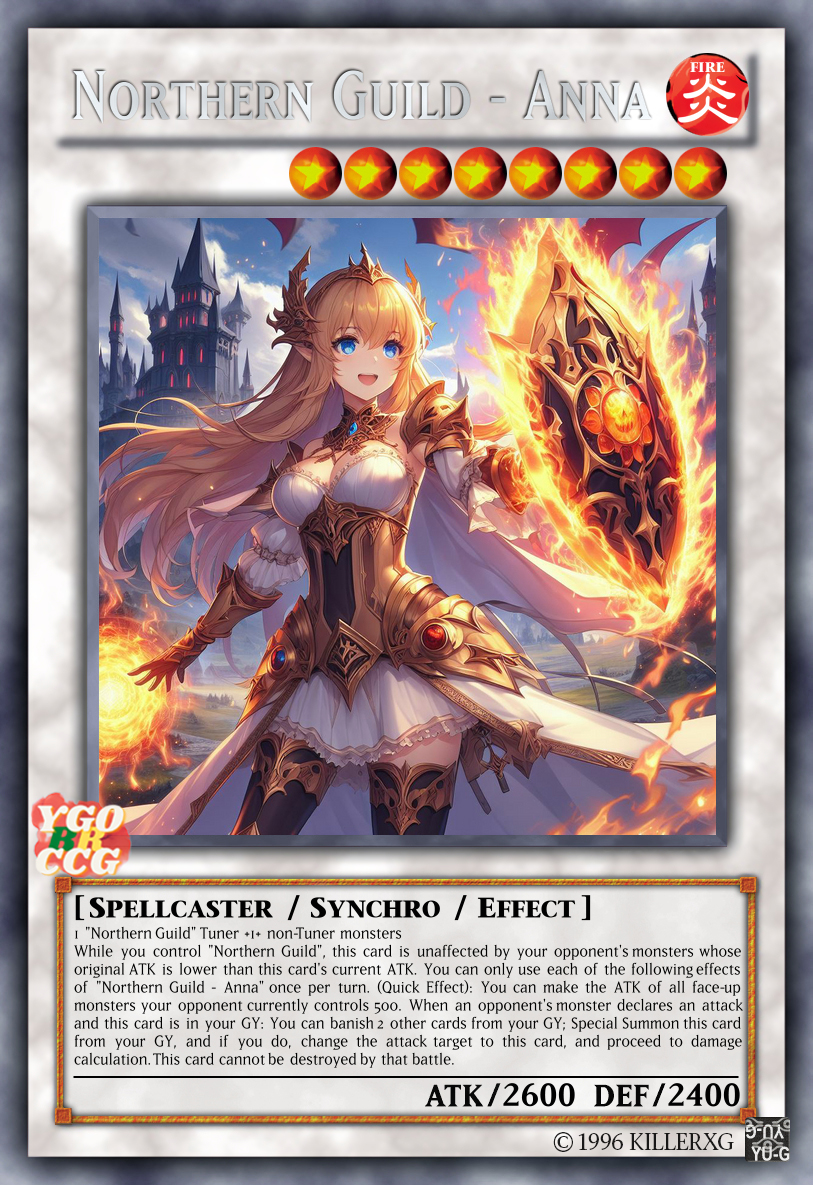 Northern Guild - Anna
FIRE
炎
YGO
RR
CCG
[ Spellcaster / Synchro / Effect ]
1 "Northern Guild" Tuner +1+ non-Tuner monsters
While you control "Northern Guild", this card is unaffected by your opponent's monsters whose
original ATK is lower than this card's current ATK. You can only use each of the following effects
of "Northern Guild - Anna" once per turn. (Quick Effect): You can make the ATK of all face-up
monsters your opponent currently controls 500. When an opponent's monster declares an attack
and this card is in your GY: You can banish 2 other cards from your GY; Special Summon this card
from your GY, and if you do, change the attack target to this card, and proceed to damage
calculation. This card cannot be destroyed by that battle.
ATK/2600 DEF/2400
© 1996 KILLERXG
YU-G